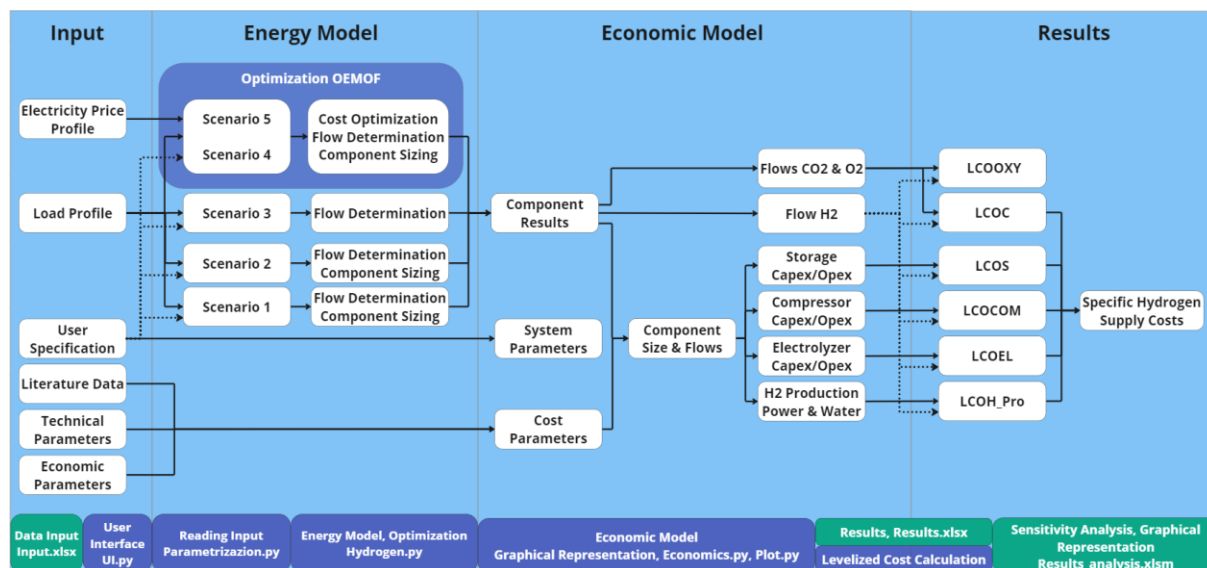 Input
Energy Model
Economic Model
Results
Optimization OEMOF
Electricity Price
Profile
Scenario 5
Scenario 4
Cost Optimization
Flow Determination
Component Sizing
Load Profile
Scenario 3
Flow Determination
Scenario 2
Flow Determination
Component Sizing
Scenario 1
Flow Determination
Component Sizing
User
Specification
Literature Data
Technical
Parameters
Economic
Parameters
Component
Results
System
Parameters
Cost
Parameters
Component
Size & Flows
Flows CO2 & O2
Flow H2
Storage
Capex/Opex
Compressor
Capex/Opex
Electrolyzer
Capex/Opex
H2 Production
Power & Water
LCOOXY
LCOC
LCOS
LCOCOM
LCOEL
LCOH_Pro
Specific Hydrogen
Supply Costs
Data Input
Input.xlsx
User
Interface
UI.py
Reading Input
Parametrizazion.py
Energy Model, Optimization
Hydrogen.py
Economic Model
Graphical Representation, Economics.py, Plot.py
Results, Results.xlsx
Levelized Cost Calculation
Sensitivity Analysis, Graphical
Representation
Results_analysis.xlsm